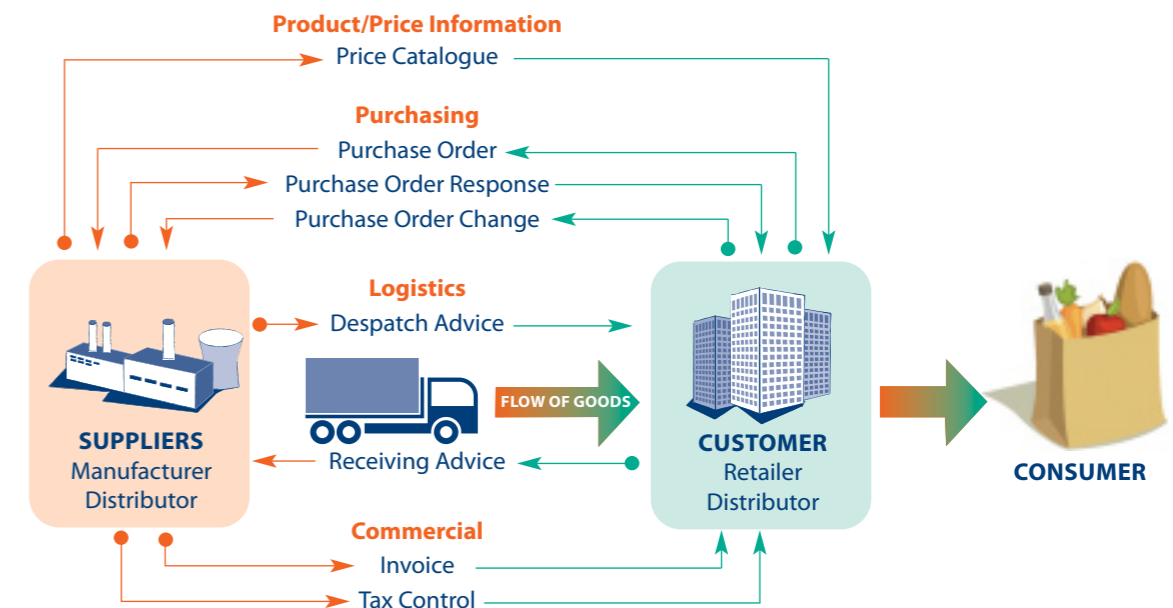 Product/Price Information
Price Catalogue
Purchasing
Purchase Order
Purchase Order Response
Purchase Order Change
Logistics
Despatch Advice
FLOW OF GOODS
Receiving Advice
SUPPLIERS
Manufacturer
Distributor
CUSTOMER
Retailer
Distributor
CONSUMER
Commercial
Invoice
Tax Control